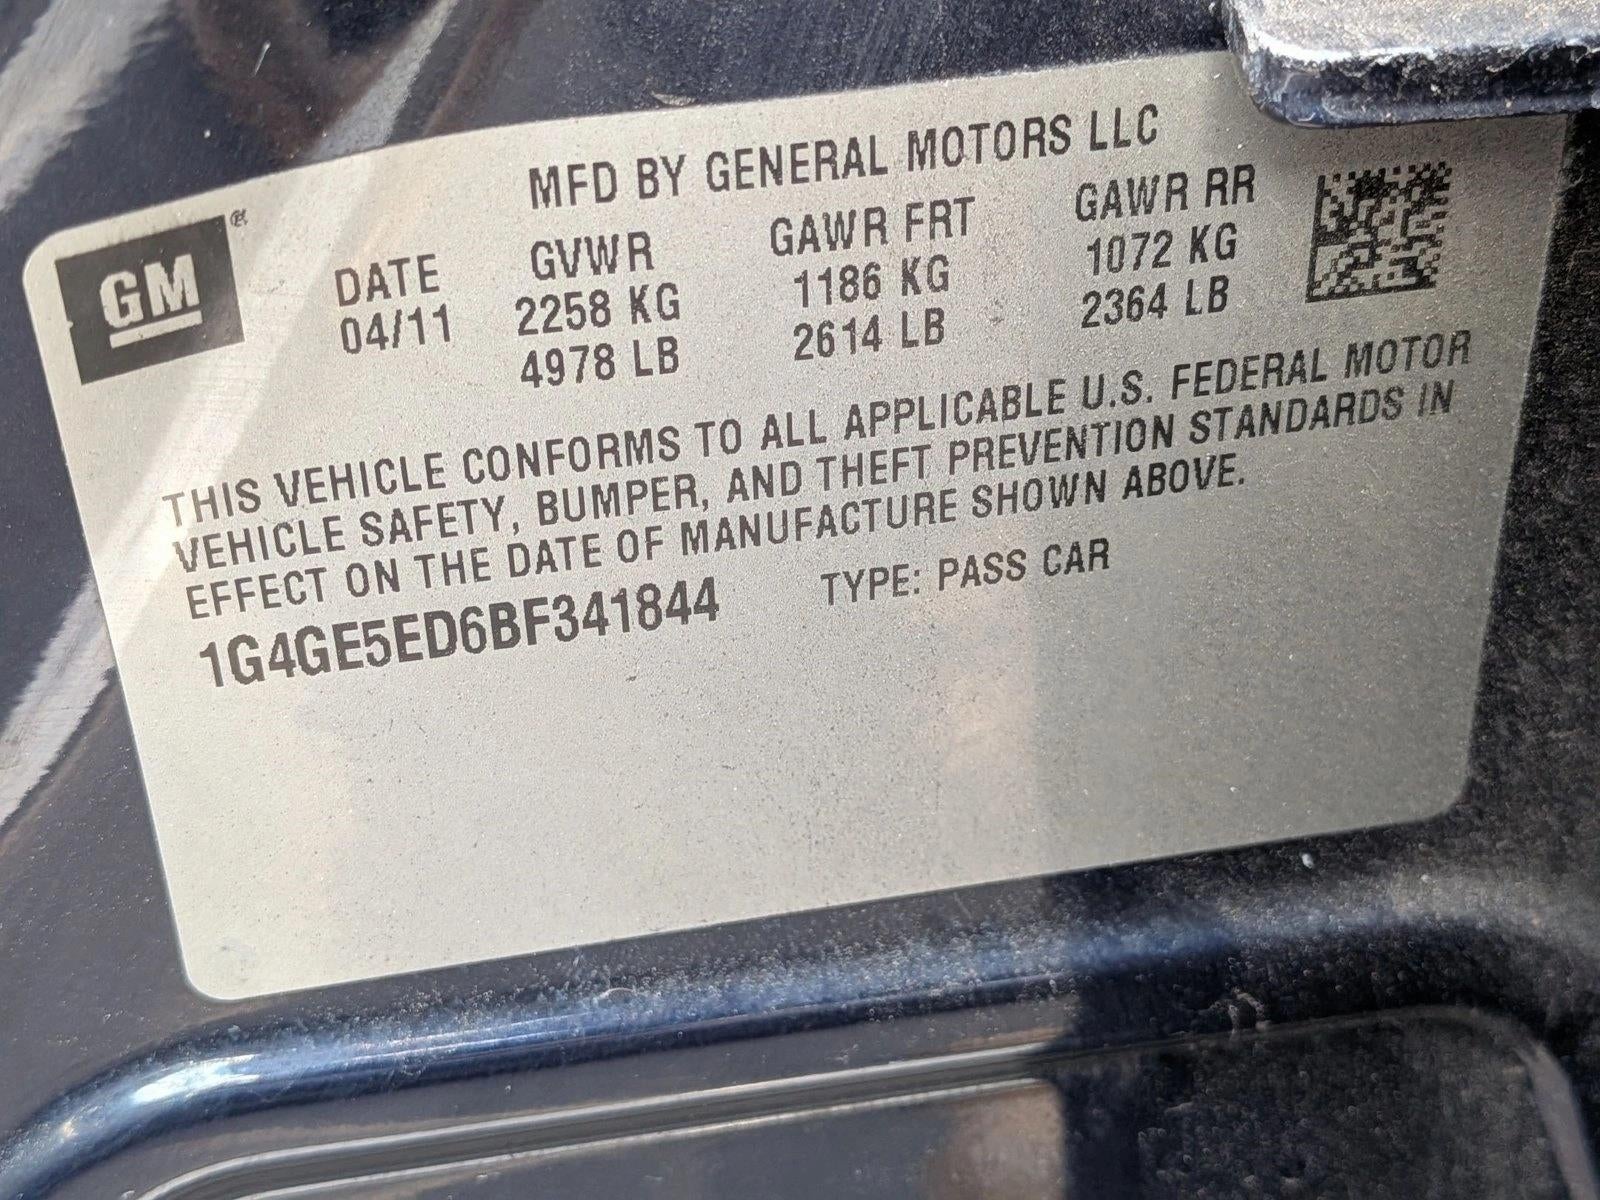 MFD BY GENERAL MOTORS LLC
GM®
DATE GVWR GAWR FRT GAWR RR
04/11 2258 KG 1186 KG 1072 KG
4978 LB 2614 LB 2364 LB
THIS VEHICLE CONFORMS TO ALL APPLICABLE U.S. FEDERAL MOTOR
VEHICLE SAFETY, BUMPER, AND THEFT PREVENTION STANDARDS IN
EFFECT ON THE DATE OF MANUFACTURE SHOWN ABOVE.
1G4GE5ED6BF341844 TYPE: PASS CAR